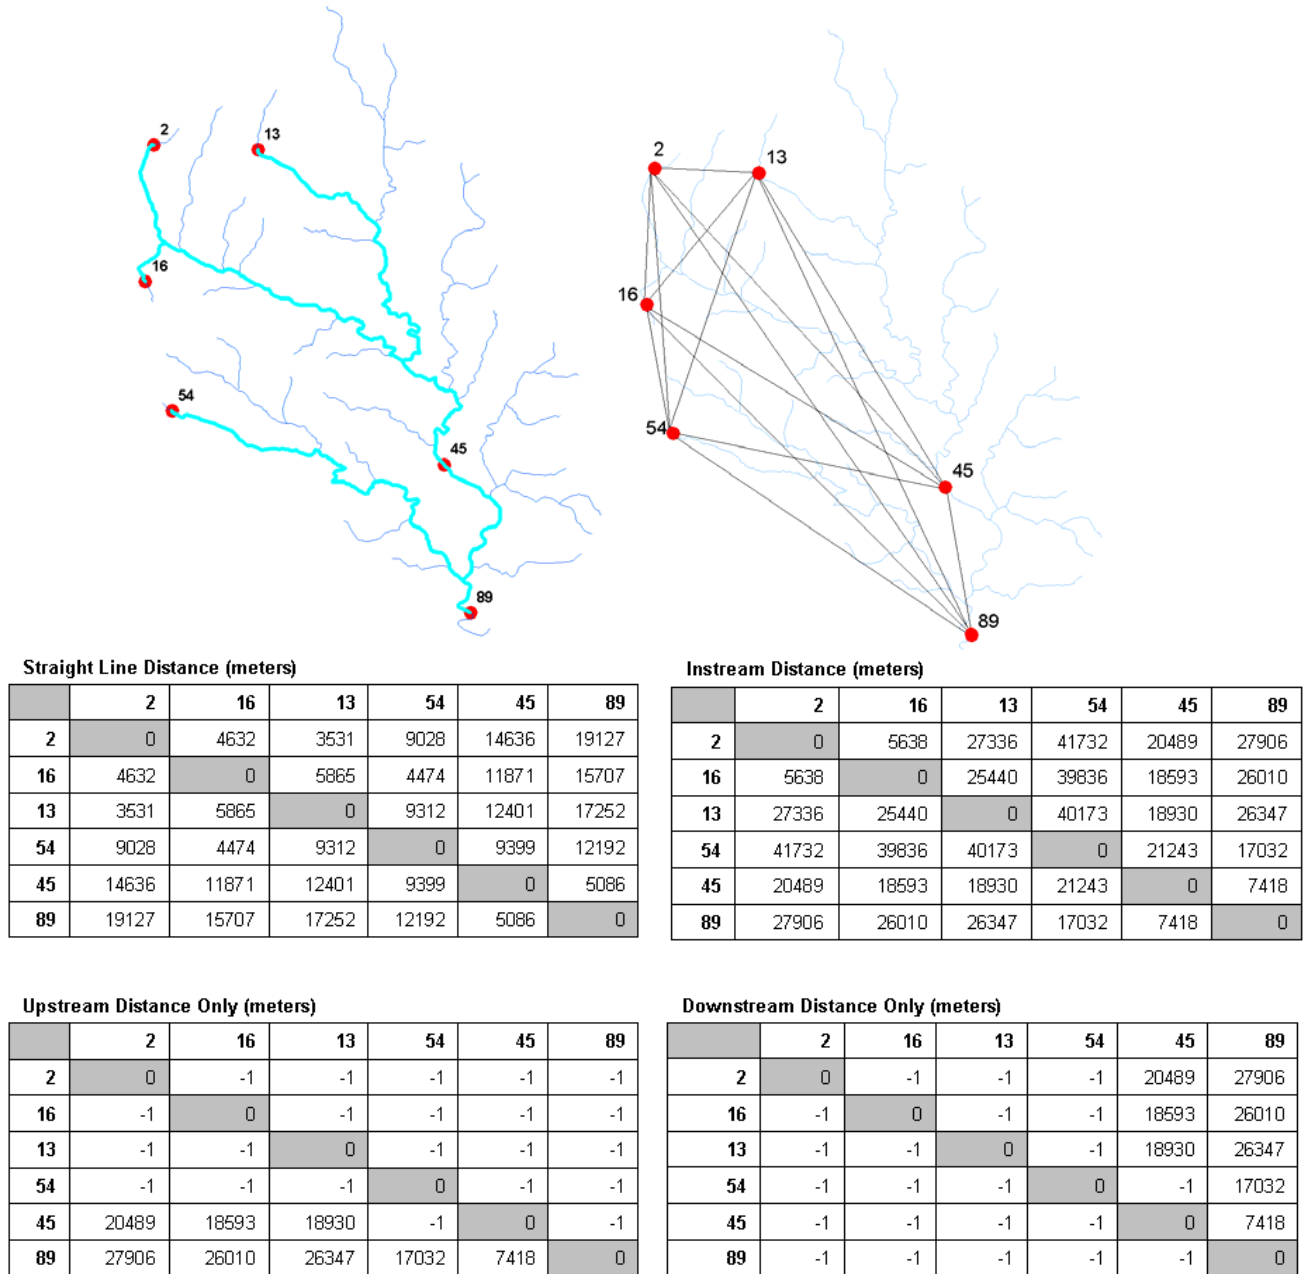 2
13
16
54
45
89
2
13
16
54
45
89
Straight Line Distance (meters)
2 16 13 54 45 89
2 0 4632 3531 9028 14636 19127
16 4632 0 5865 4474 11871 15707
13 3531 5865 0 9312 12401 17252
54 9028 4474 9312 0 9399 12192
45 14636 11871 12401 9399 0 5086
89 19127 15707 17252 12192 5086 0
Instream Distance (meters)
2 16 13 54 45 89
2 0 5638 27336 41732 20489 27906
16 5638 0 25440 39836 18593 26010
13 27336 25440 0 40173 18930 26347
54 41732 39836 40173 0 21243 17032
45 20489 18593 18930 21243 0 7418
89 27906 26010 26347 17032 7418 0
Upstream Distance Only (meters)
2 16 13 54 45 89
2 0 -1 -1 -1 -1 -1
16 -1 0 -1 -1 -1 -1
13 -1 -1 0 -1 -1 -1
54 -1 -1 -1 0 -1 -1
45 20489 18593 18930 -1 0 -1
89 27906 26010 26347 17032 7418 0
Downstream Distance Only (meters)
2 16 13 54 45 89
2 0 -1 -1 -1 20489 27906
16 -1 0 -1 -1 18593 26010
13 -1 -1 0 -1 18930 26347
54 -1 -1 -1 0 -1 17032
45 -1 -1 -1 -1 0 7418
89 -1 -1 -1 -1 -1 0